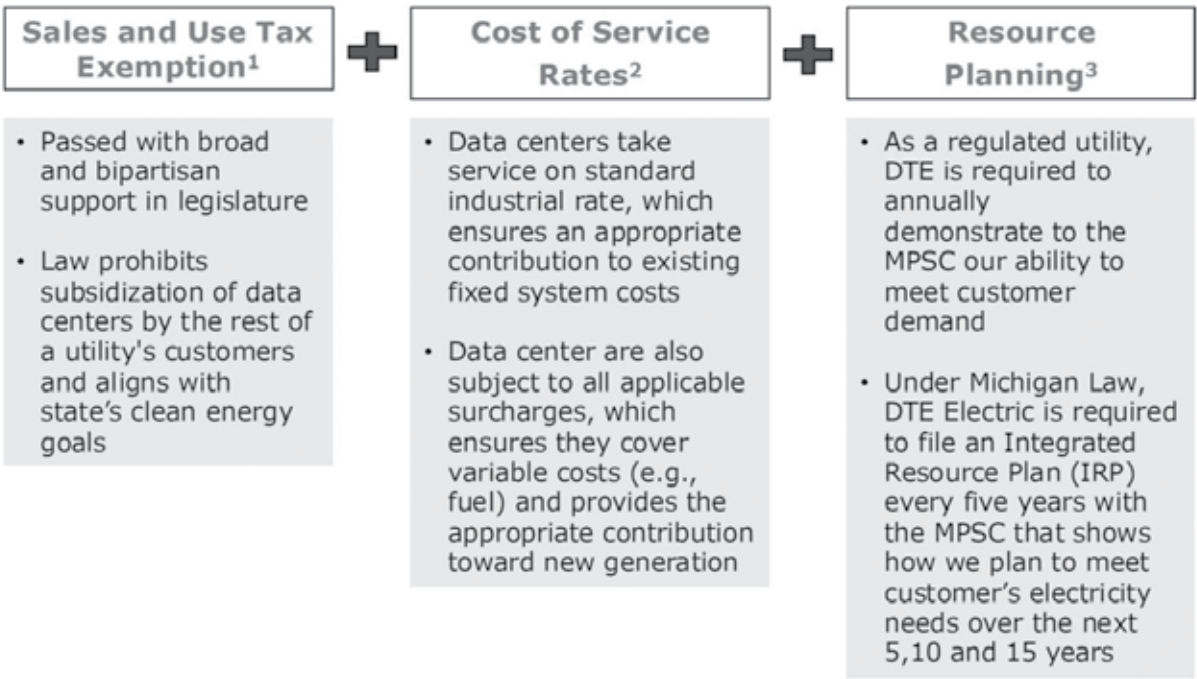 Sales and Use Tax
Exemption¹
Cost of Service
Rates²
Resource
Planning³
• Passed with broad
and bipartisan
support in legislature
• Law prohibits
subsidization of data
centers by the rest of
a utility's customers
and aligns with
state's clean energy
goals
• Data centers take
service on standard
industrial rate, which
ensures an appropriate
contribution to existing
fixed system costs
• Data center are also
subject to all applicable
surcharges, which
ensures they cover
variable costs (e.g.,
fuel) and provides the
appropriate contribution
toward new generation
• As a regulated utility,
DTE is required to
annually
demonstrate to the
MPSC our ability to
meet customer
demand
• Under Michigan Law,
DTE Electric is required
to file an Integrated
Resource Plan (IRP)
every five years with
the MPSC that shows
how we plan to meet
customer's electricity
needs over the next
5,10 and 15 years